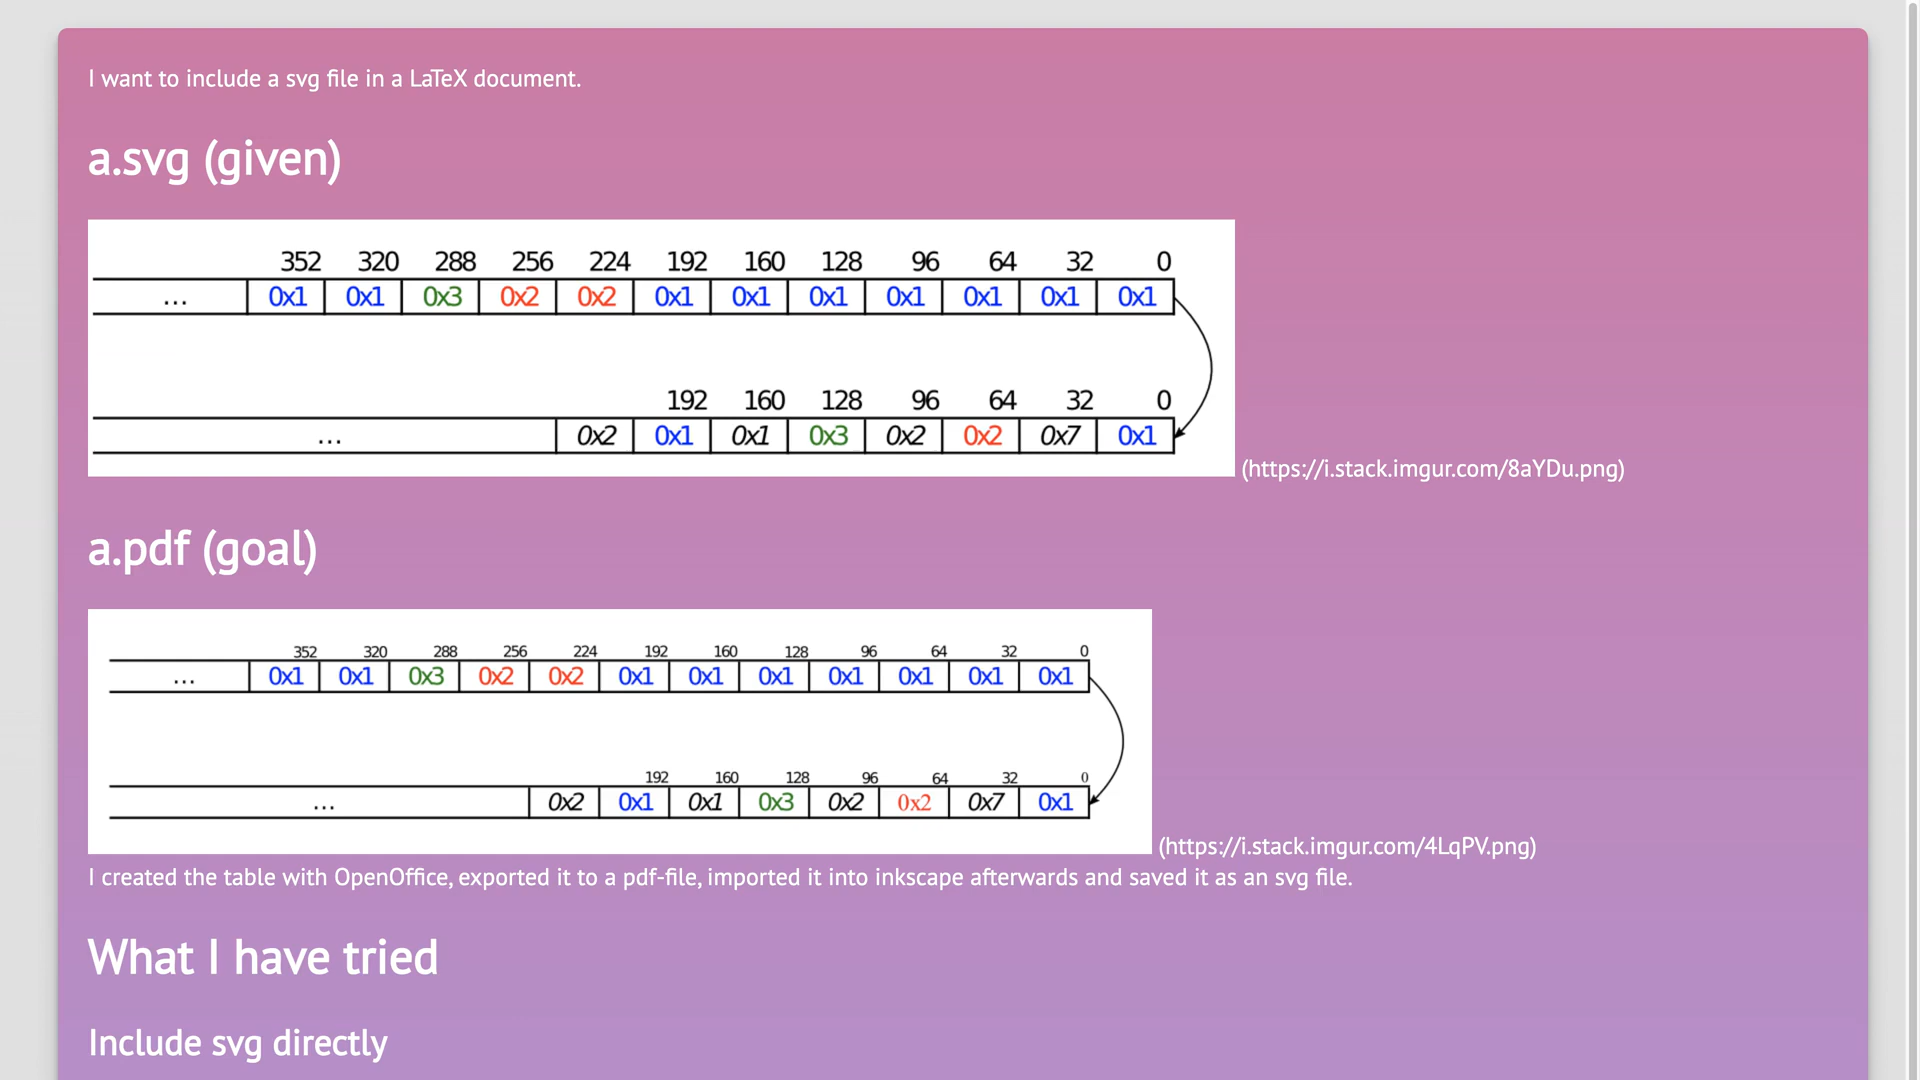 I want to include a svg file in a LaTeX document.
a.svg (given)
352 320 288 256 224 192 160 128 96 64 32 0
... 0x1 0x1 0x3 0x2 0x2 0x1 0x1 0x1 0x1 0x1 0x1 0x1
192 160 128 96 64 32 0
... 0x2 0x1 0x1 0x3 0x2 0x2 0x7 0x1
(https://i.stack.imgur.com/8aYDu.png)
a.pdf (goal)
352 320 288 256 224 192 160 128 96 64 32 0
... 0x1 0x1 0x3 0x2 0x2 0x1 0x1 0x1 0x1 0x1 0x1 0x1
192 160 128 96 64 32 0
... 0x2 0x1 0x1 0x3 0x2 0x2 0x7 0x1
(https://i.stack.imgur.com/4LqPV.png)
I created the table with OpenOffice, exported it to a pdf-file, imported it into inkscape afterwards and saved it as an svg file.
What I have tried
Include svg directly